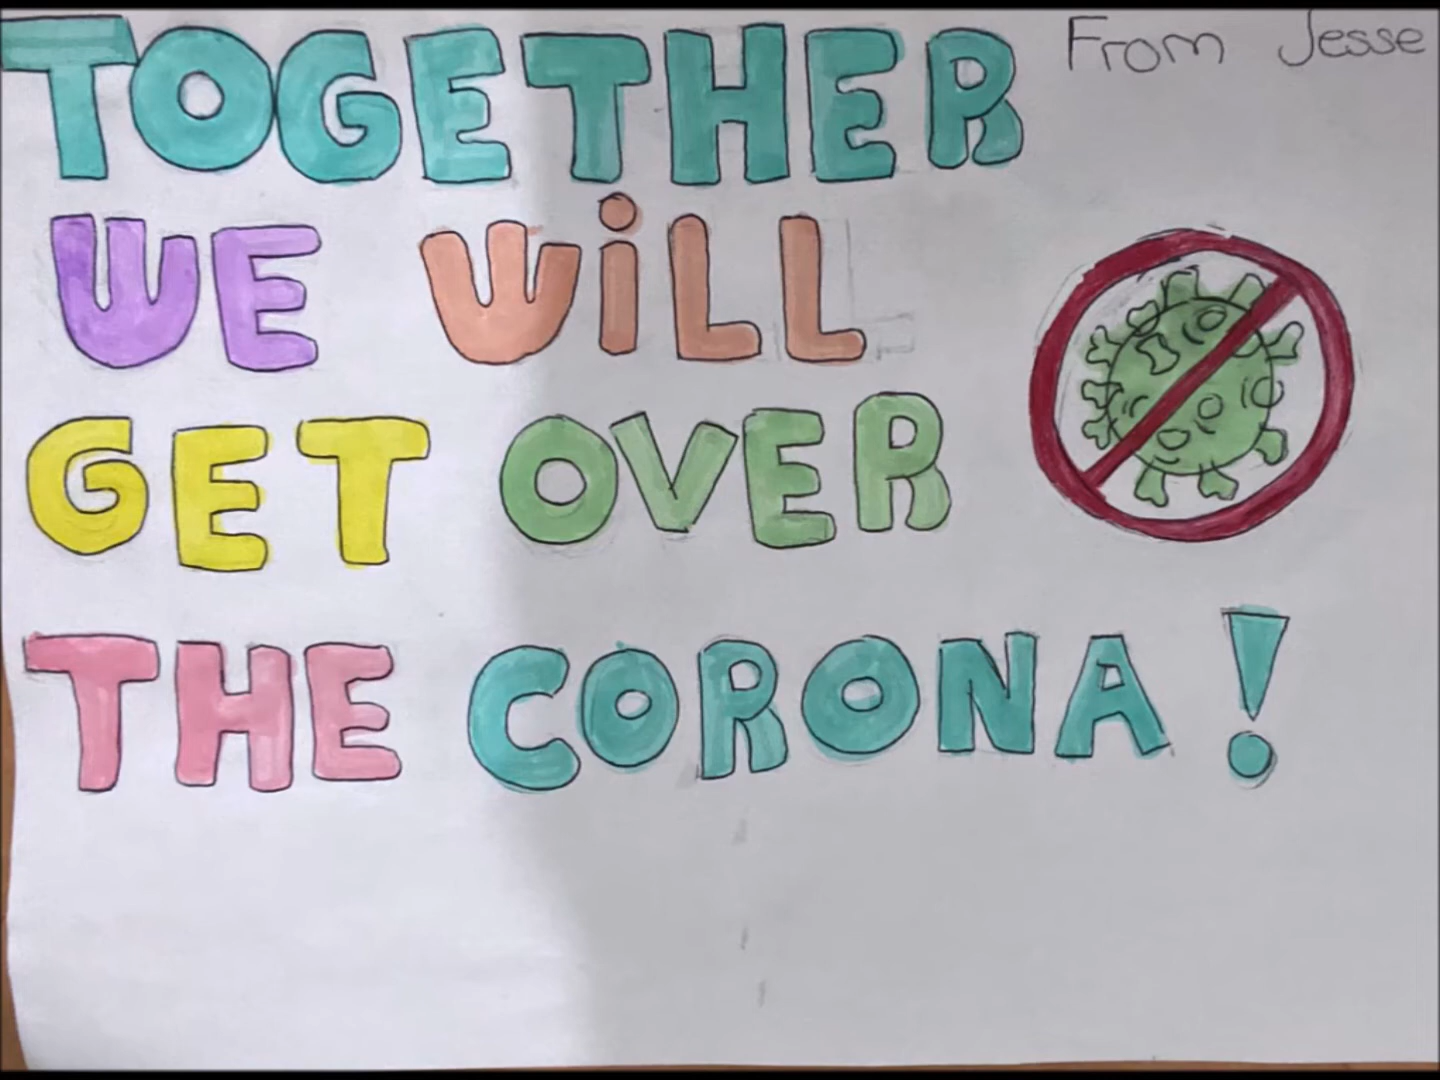 TOGETHER
From Jesse
WE WiLL
GET OVER
THE CORONA!